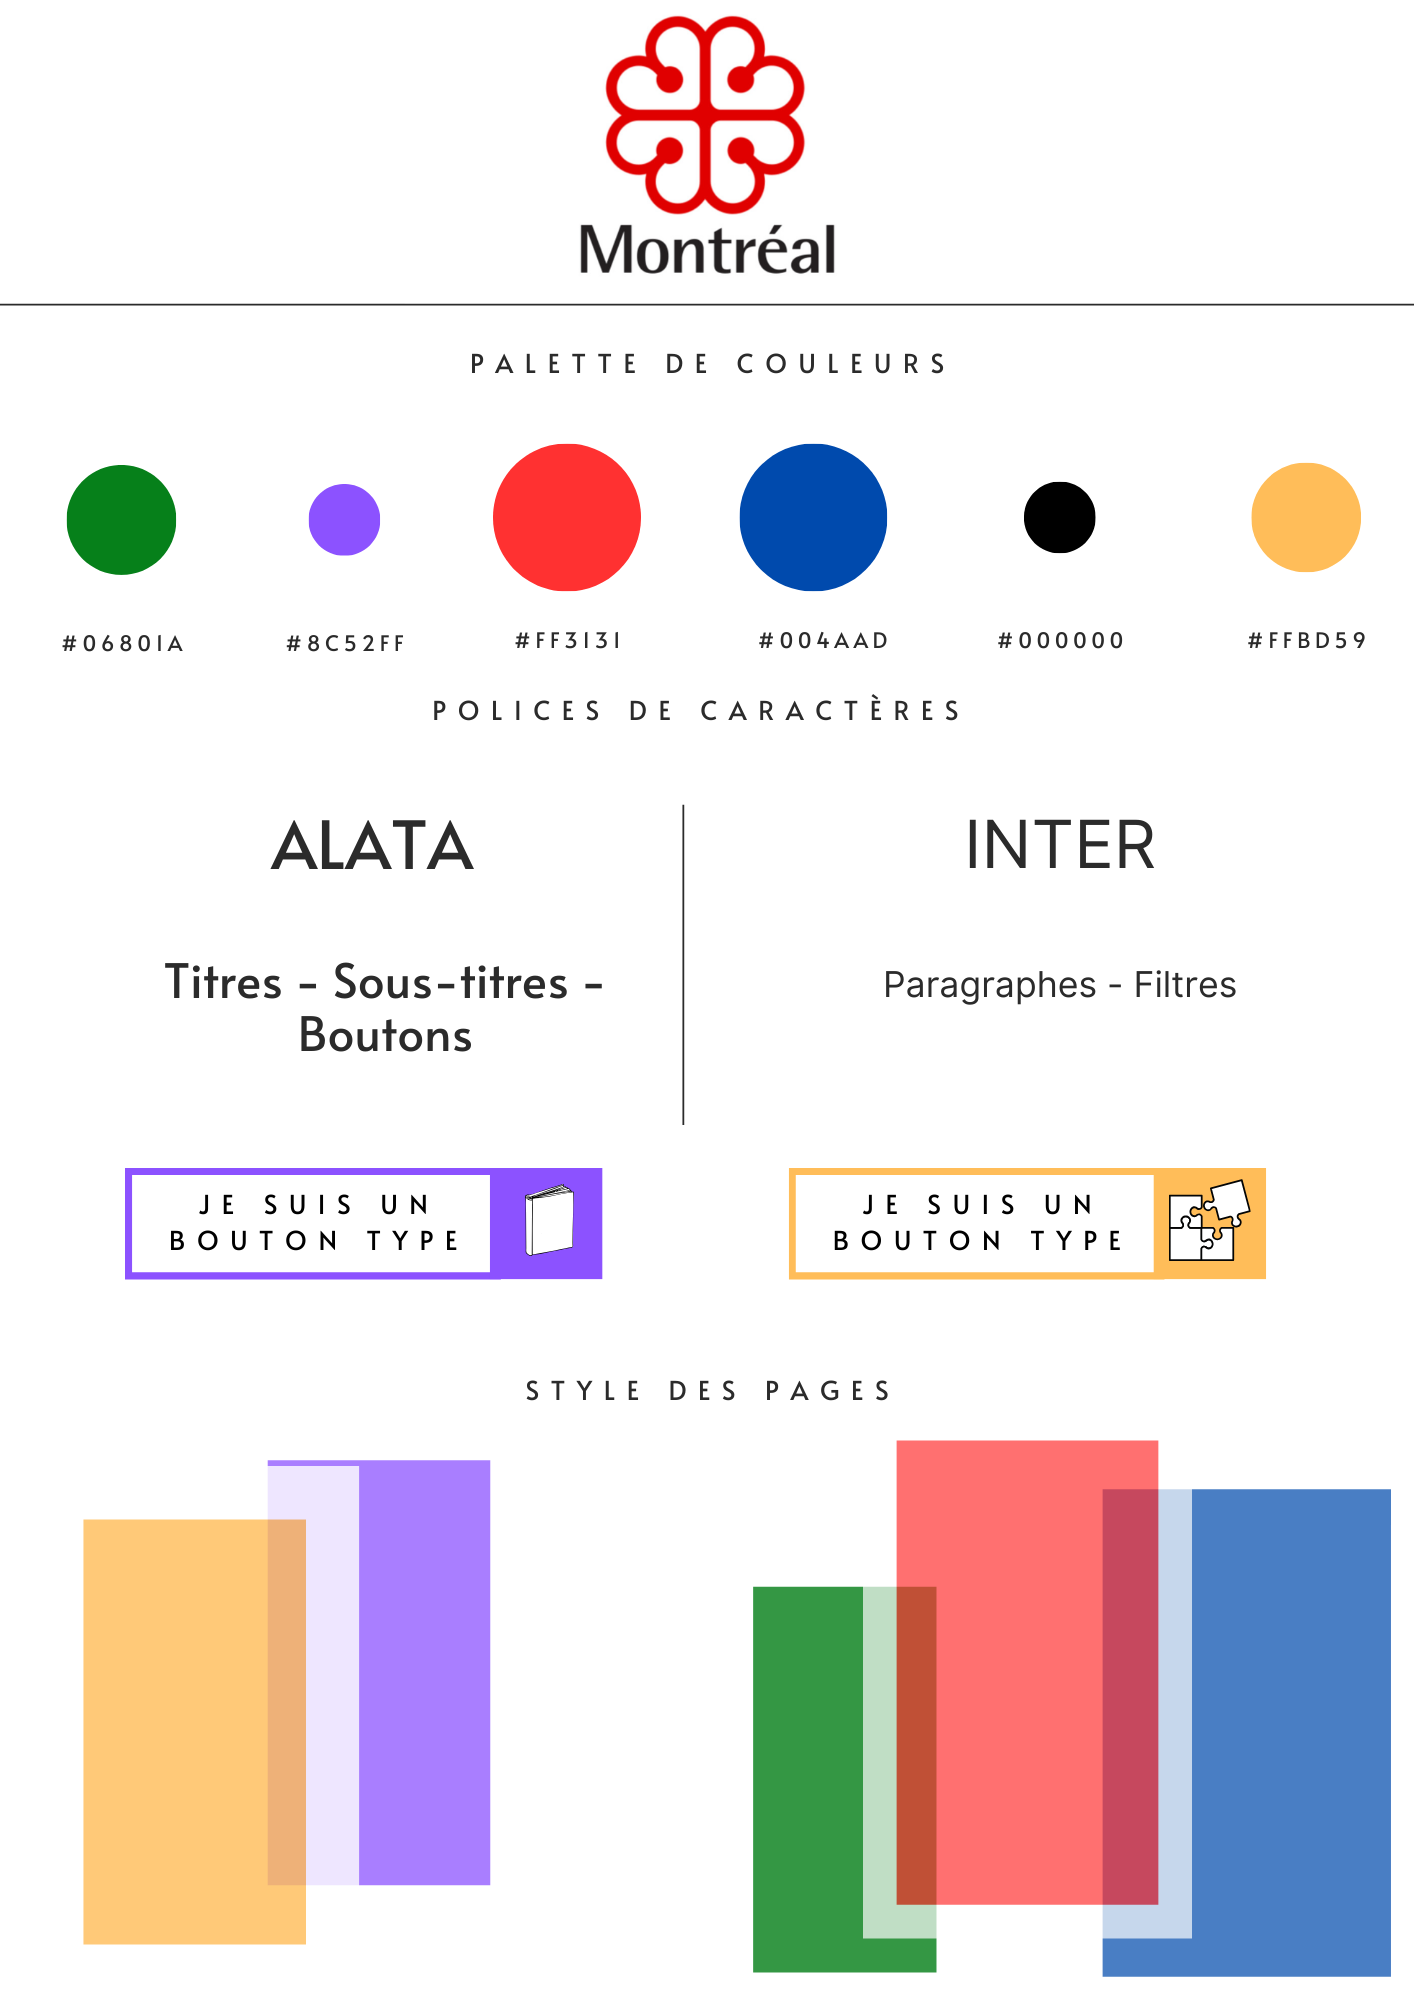 Montréal
PALETTE DE COULEURS
#06801A
#8C52FF
#FF3131
#004AAD
#000000
#FFBD59
POLICES DE CARACTÈRES
ALATA
Titres - Sous-titres -
Boutons
INTER
Paragraphes - Filtres
JE SUIS UN
BOUTON TYPE
JE SUIS UN
BOUTON TYPE
STYLE DES PAGES